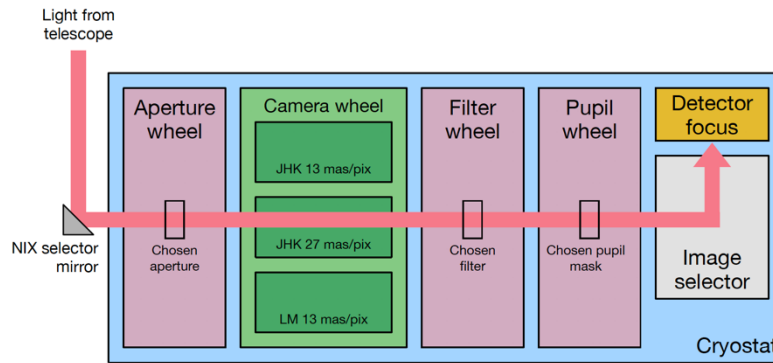 Light from
telescope
NIX selector
mirror
Aperture
wheel
Chosen
aperture
Camera wheel
JHK 13 mas/pix
JHK 27 mas/pix
LM 13 mas/pix
Filter
wheel
Chosen
filter
Pupil
wheel
Chosen pupil
mask
Detector
focus
Image
selector
Cryostat